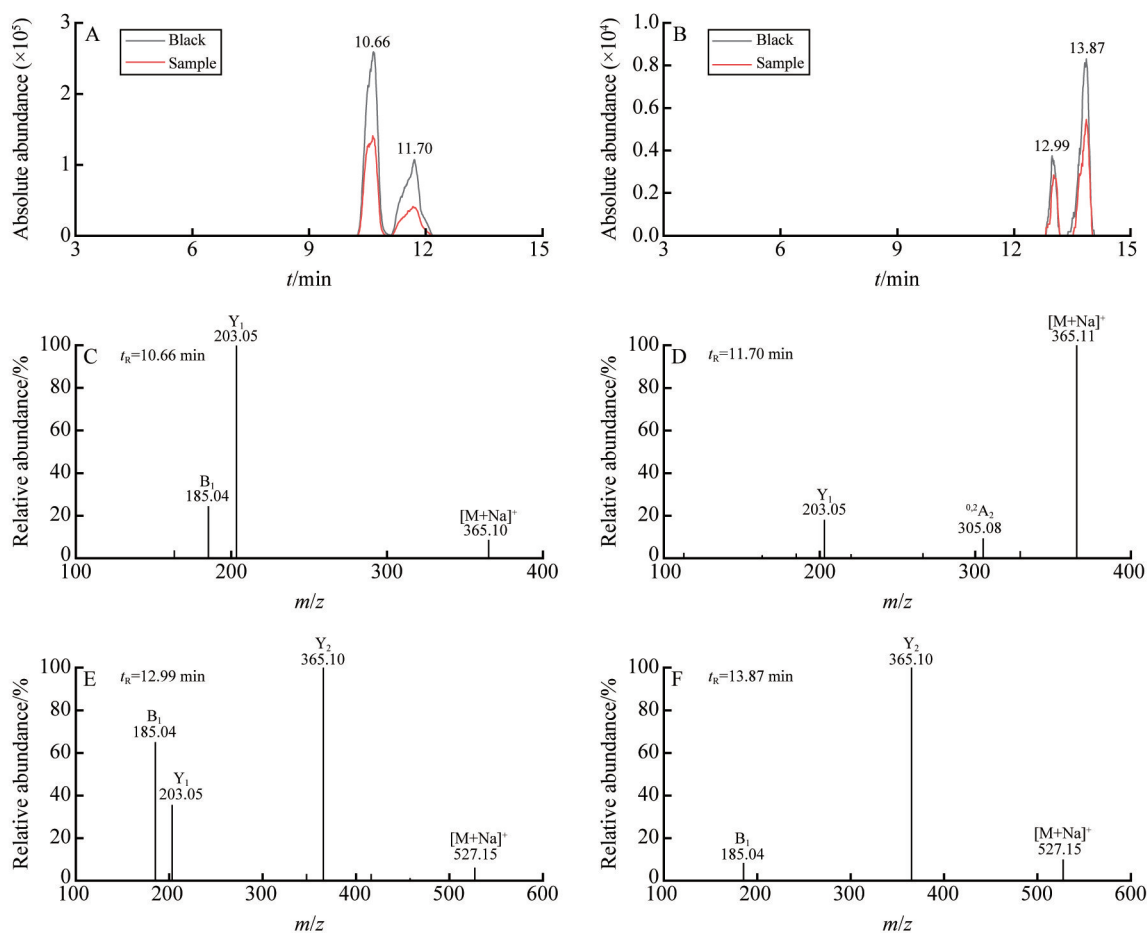 A
Black
Sample
10.66
11.70
Absolute abundance (×10⁵)
3
2
1
0
3
6
9
12
15
t/min
B
Black
Sample
12.99
13.87
Absolute abundance (×10⁴)
1.0
0.8
0.6
0.4
0.2
0
3
6
9
12
15
t/min
C
tR=10.66 min
Y₁
203.05
B₁
185.04
[M+Na]⁺
365.10
Relative abundance/%
100
80
60
40
20
0
100
200
300
400
m/z
D
tR=11.70 min
[M+Na]⁺
365.11
Y₁
203.05
⁰,²A₂
305.08
Relative abundance/%
100
80
60
40
20
0
100
200
300
400
m/z
E
tR=12.99 min
Y₂
365.10
B₁
185.04
Y₁
203.05
[M+Na]⁺
527.15
Relative abundance/%
100
80
60
40
20
0
100
200
300
400
500
600
m/z
F
tR=13.87 min
Y₂
365.10
B₁
185.04
[M+Na]⁺
527.15
Relative abundance/%
100
80
60
40
20
0
100
200
300
400
500
600
m/z